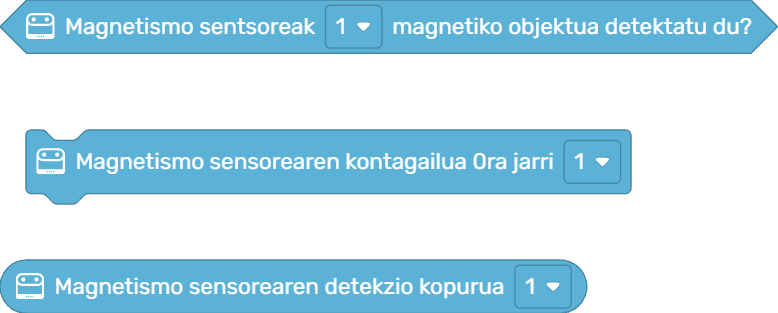 Magnetismo sentsoreak 1 magnetiko objektua detektatu du?
Magnetismo sensorearen kontagailua 0ra jarri 1
Magnetismo sensorearen detekzio kopurua 1